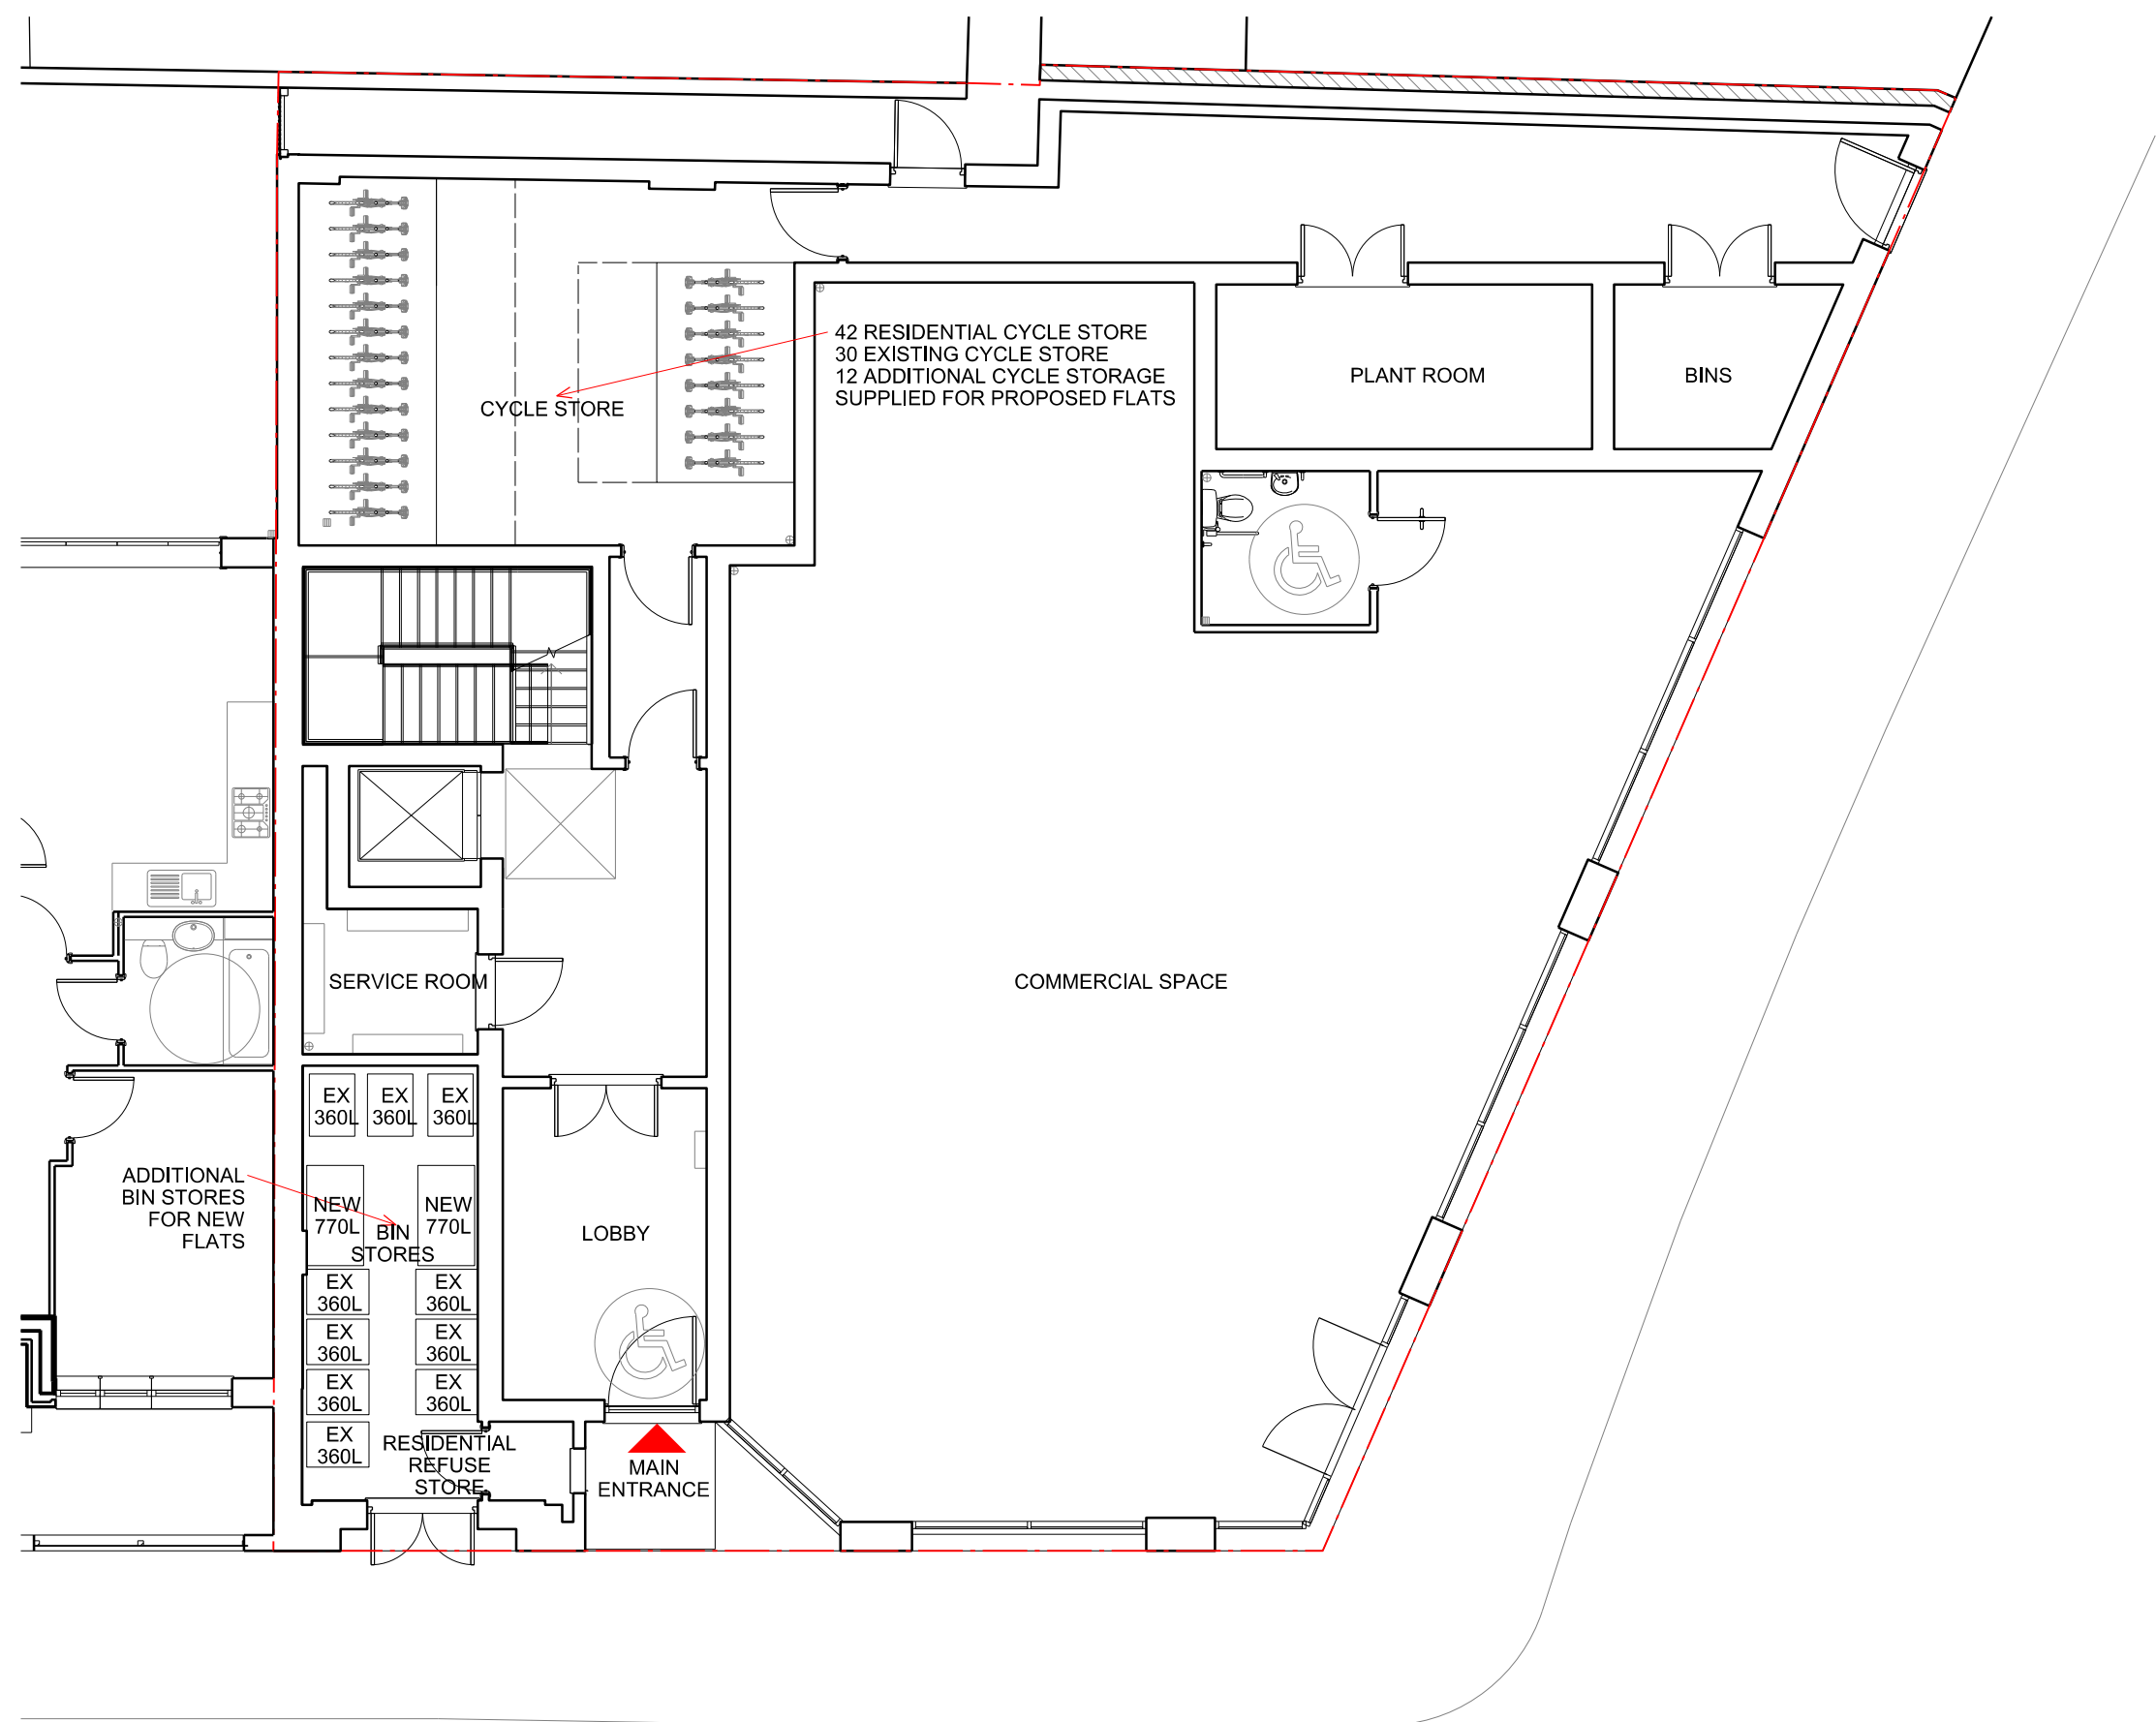 42 RESIDENTIAL CYCLE STORE
30 EXISTING CYCLE STORE
12 ADDITIONAL CYCLE STORAGE
SUPPLIED FOR PROPOSED FLATS
CYCLE STORE
PLANT ROOM
BINS
SERVICE ROOM
COMMERCIAL SPACE
EX
360L
EX
360L
EX
360L
ADDITIONAL
BIN STORES
FOR NEW
FLATS
NEW
770L
NEW
770L
BIN
STORES
LOBBY
EX
360L
EX
360L
EX
360L
EX
360L
EX
360L
EX
360L
EX
360L
RESIDENTIAL
REFUSE
STORE
MAIN
ENTRANCE